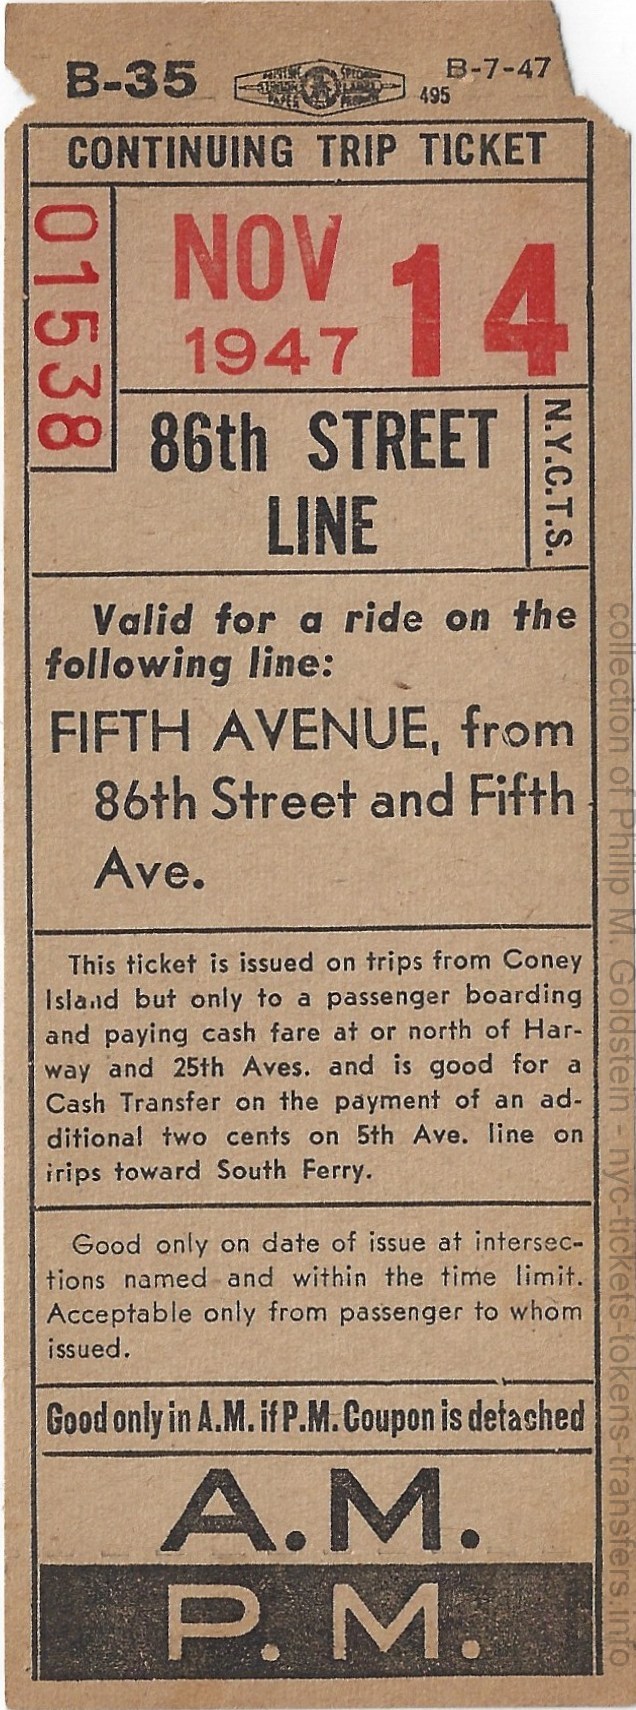 B-35
B-7-47
495
CONTINUING TRIP TICKET
01538
NOV 14
1947
86th STREET
LINE
N.Y.C.T.S.
Valid for a ride on the
following line:
FIFTH AVENUE, from
86th Street and Fifth
Ave.
This ticket is issued on trips from Coney
Island but only to a passenger boarding
and paying cash fare at or north of Har-
way and 25th Aves. and is good for a
Cash Transfer on the payment of an ad-
ditional two cents on 5th Ave. line on
trips toward South Ferry.
Good only on date of issue at intersec-
tions named and within the time limit.
Acceptable only from passenger to whom
issued.
Good only in A.M. if P.M. Coupon is detached
A.M.
P.M.
collection of Philip M. Goldstein - nyc-tickets-tokens-transfers.info